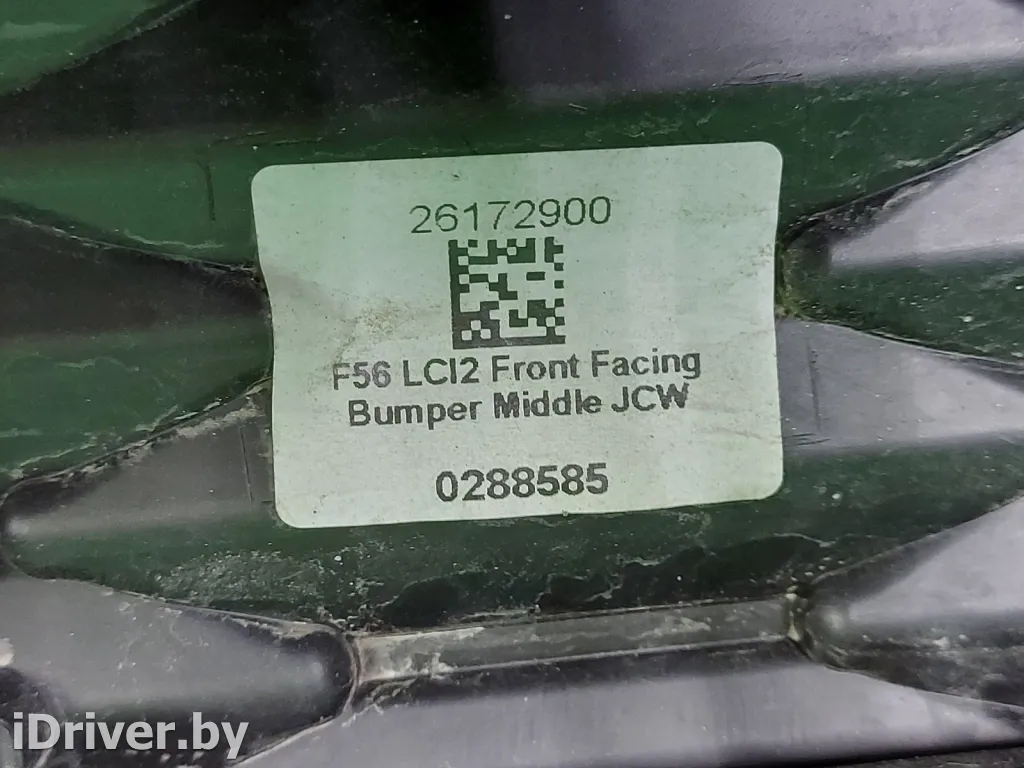 26172900
F56 LCI2 Front Facing
Bumper Middle JCW
0288585
iDriver.by